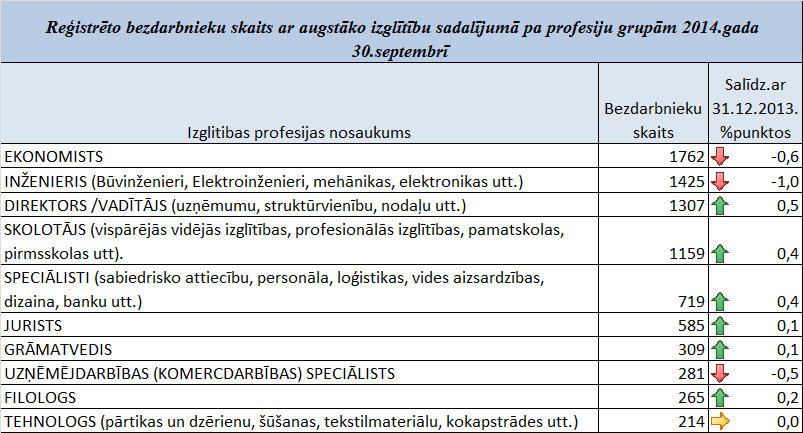 Reģistrēto bezdarbnieku skaits ar augstāko izglītību sadalījumā pa profesiju grupām 2014.gada
30.septembrī
Izglītibas profesijas nosaukums
Bezdarbnieku
skaits
Salīdz.ar
31.12.2013.
%punktos
EKONOMISTS 1762 -0,6
INŽENIERIS (Būvinženieri, Elektroinženieri, mehānikas, elektronikas utt.) 1425 -1,0
DIREKTORS /VADĪTĀJS (uzņēmumu, struktūrvienību, nodaļu utt.) 1307 0,5
SKOLOTĀJS (vispārējās vidējās izglītības, profesionālās izglītības, pamatskolas,
pirmsskolas utt). 1159 0,4
SPECIĀLISTI (sabiedrisko attiecību, personāla, loģistikas, vides aizsardzības,
dizaina, banku utt.) 719 0,4
JURISTS 585 0,1
GRĀMATVEDIS 309 0,1
UZŅĒMĒJDARBĪBAS (KOMERCDARBĪBAS) SPECIĀLISTS 281 -0,5
FILOLOGS 265 0,2
TEHNOLOGS (pārtikas un dzērienu, šūšanas, tekstilmateriālu, kokapstrādes utt.) 214 0,0